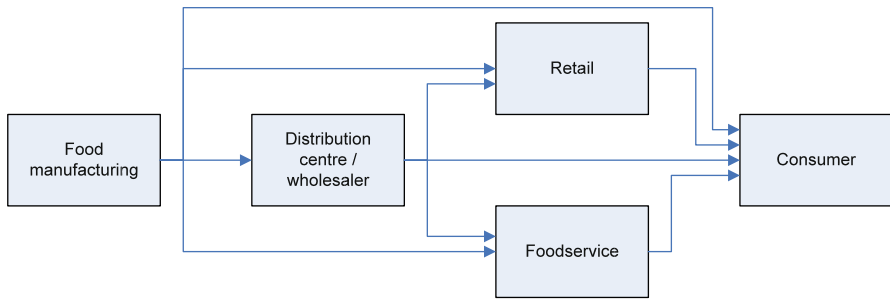 Food
manufacturing
Distribution
centre /
wholesaler
Retail
Foodservice
Consumer